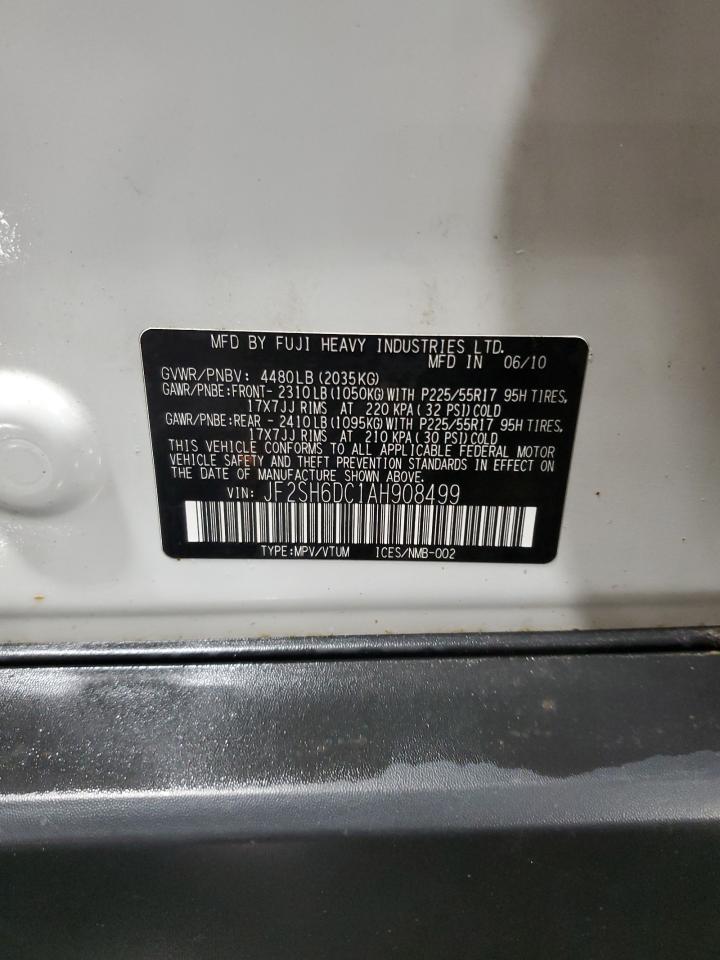 MFD BY FUJI HEAVY INDUSTRIES LTD.
MFD IN 06/10
GVWR/PNBV: 4480LB (2035KG)
GAWR/PNBE:FRONT- 2310LB (1050KG) WITH P225/55R17 95H TIRES,
17X7JJ RIMS AT 220 KPA ( 32 PSI) COLD
GAWR/PNBE:REAR - 2410LB (1095KG) WITH P225/55R17 95H TIRES,
17X7JJ RIMS AT 210 KPA ( 30 PSI) COLD
THIS VEHICLE CONFORMS TO ALL APPLICABLE FEDERAL MOTOR
VEHICLE SAFETY AND THEFT PREVENTION STANDARDS IN EFFECT ON
THE DATE OF MANUFACTURE SHOWN ABOVE.
VIN: JF2SH6DC1AH908499
TYPE:MPV/VTUM ICES/NMB-002